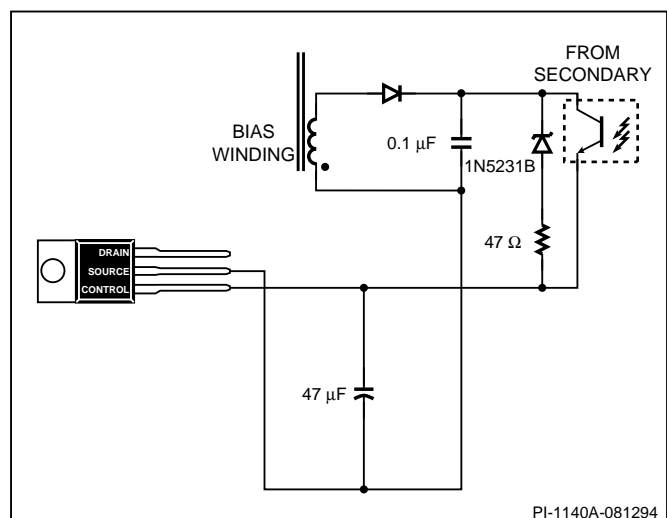 FROM
SECONDARY
BIAS
WINDING
0.1 µF
1N5231B
47 Ω
DRAIN
SOURCE
CONTROL
47 µF
PI-1140A-081294